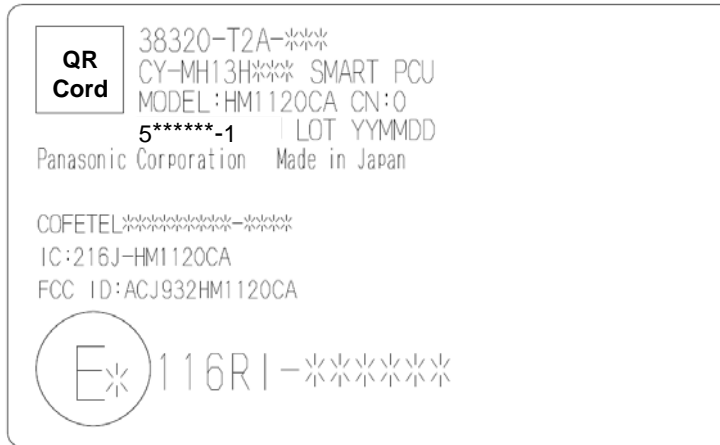 QR
Cord
38320-T2A-***
CY-MH13H*** SMART PCU
MODEL:HM1120CA CN:0
5******-1 LOT YYMMDD
Panasonic Corporation Made in Japan
COFETEL**********-****
IC:216J-HM1120CA
FCC ID:ACJ932HM1120CA
E* 116RI-******